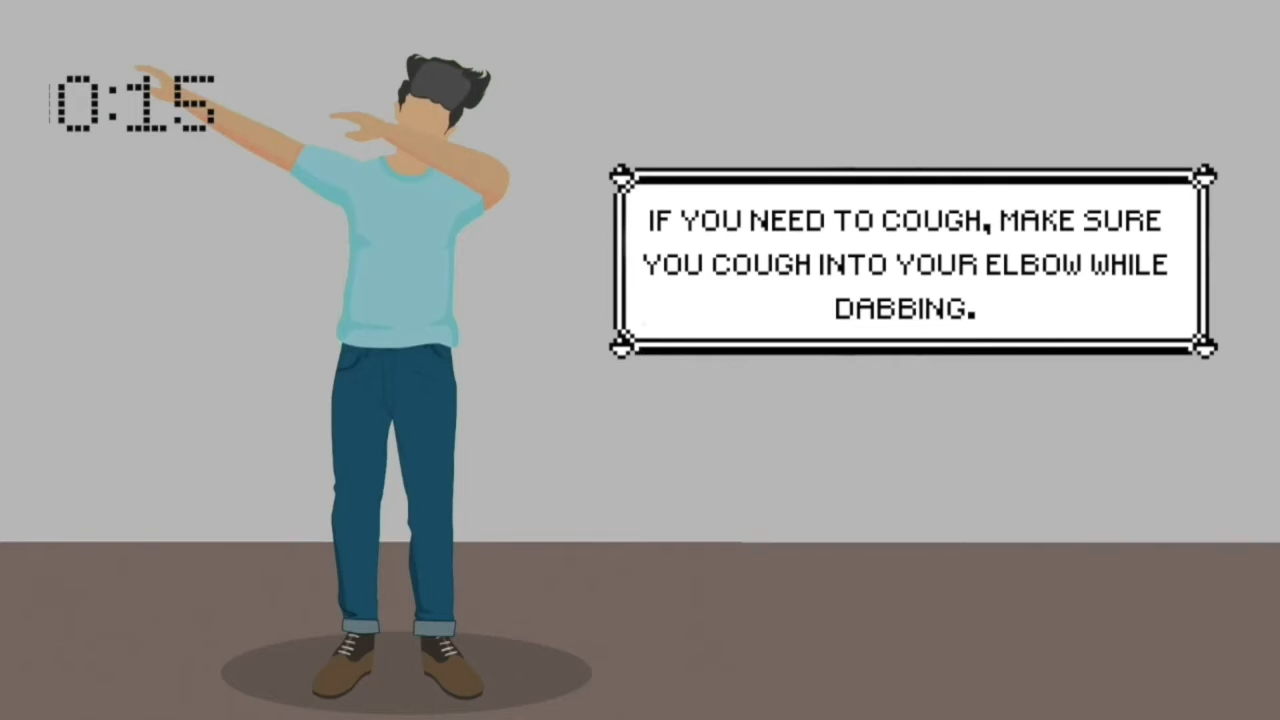 0:15
IF YOU NEED TO COUGH, MAKE SURE
YOU COUGH INTO YOUR ELBOW WHILE
DABBING.